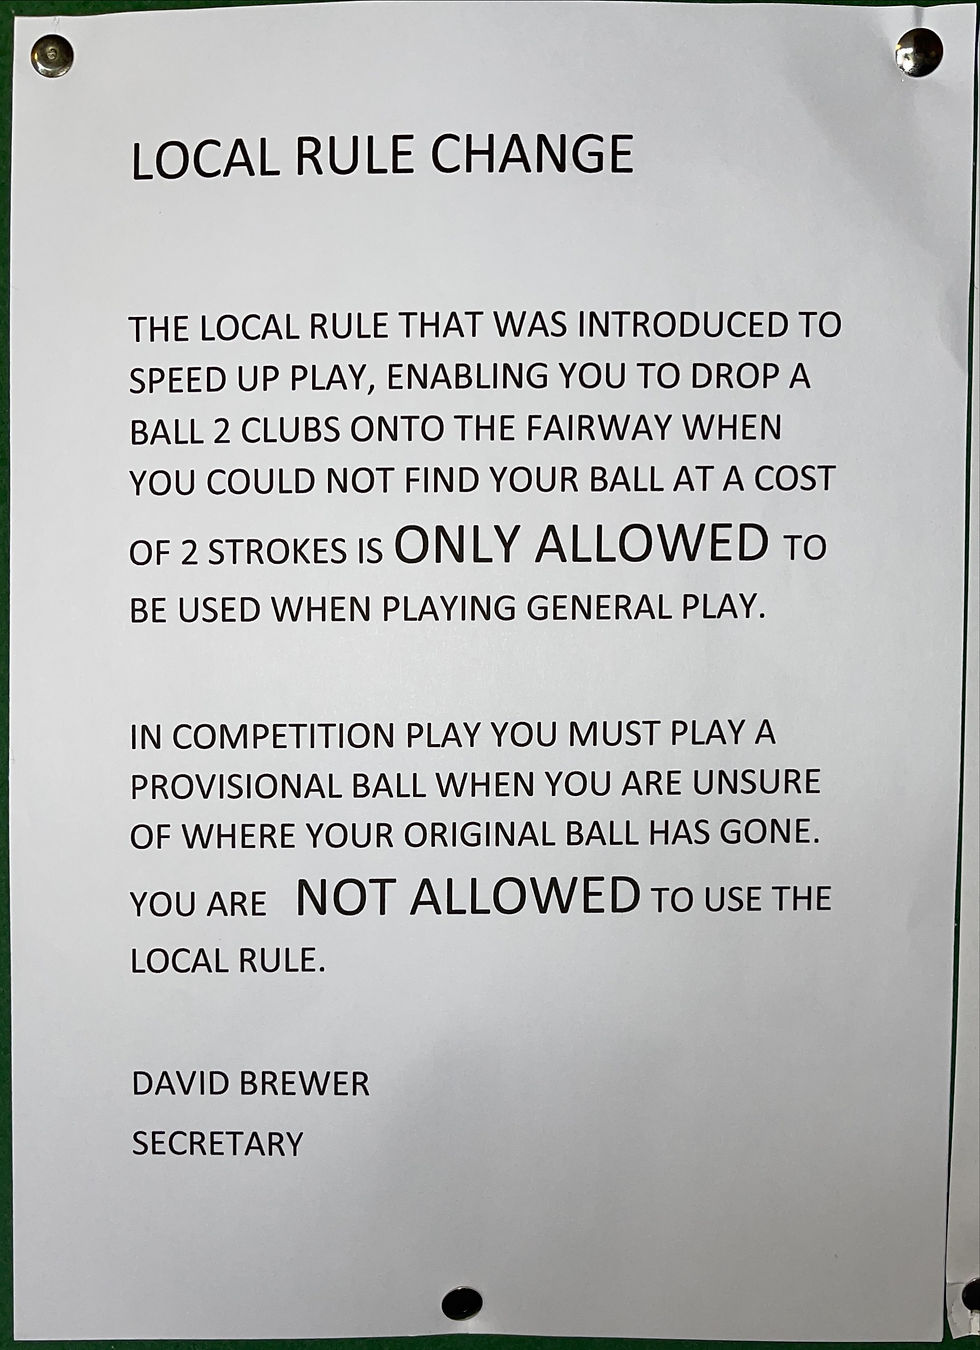 LOCAL RULE CHANGE
THE LOCAL RULE THAT WAS INTRODUCED TO
SPEED UP PLAY, ENABLING YOU TO DROP A
BALL 2 CLUBS ONTO THE FAIRWAY WHEN
YOU COULD NOT FIND YOUR BALL AT A COST
OF 2 STROKES IS ONLY ALLOWED TO
BE USED WHEN PLAYING GENERAL PLAY.
IN COMPETITION PLAY YOU MUST PLAY A
PROVISIONAL BALL WHEN YOU ARE UNSURE
OF WHERE YOUR ORIGINAL BALL HAS GONE.
YOU ARE NOT ALLOWED TO USE THE
LOCAL RULE.
DAVID BREWER
SECRETARY